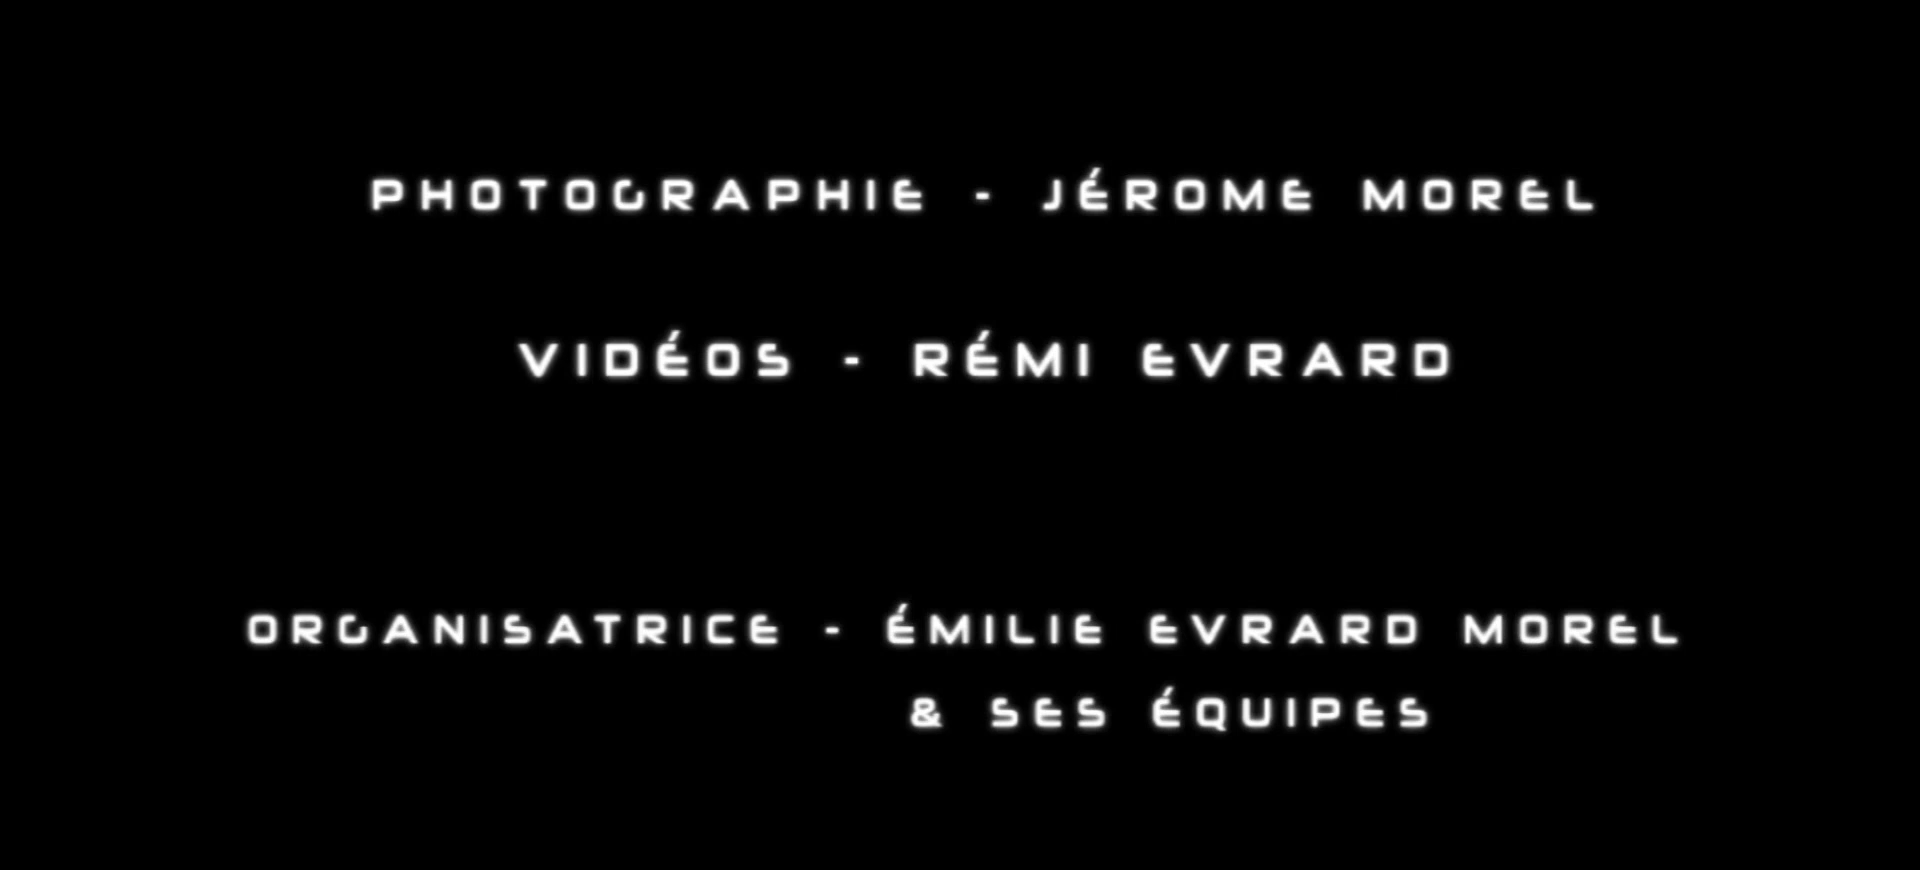 PHOTOGRAPHIE - JÉROME MOREL
VIDÉOS - RÉMI EVRARD
ORGANISATRICE - ÉMILIE EVRARD MOREL
& SES ÉQUIPES